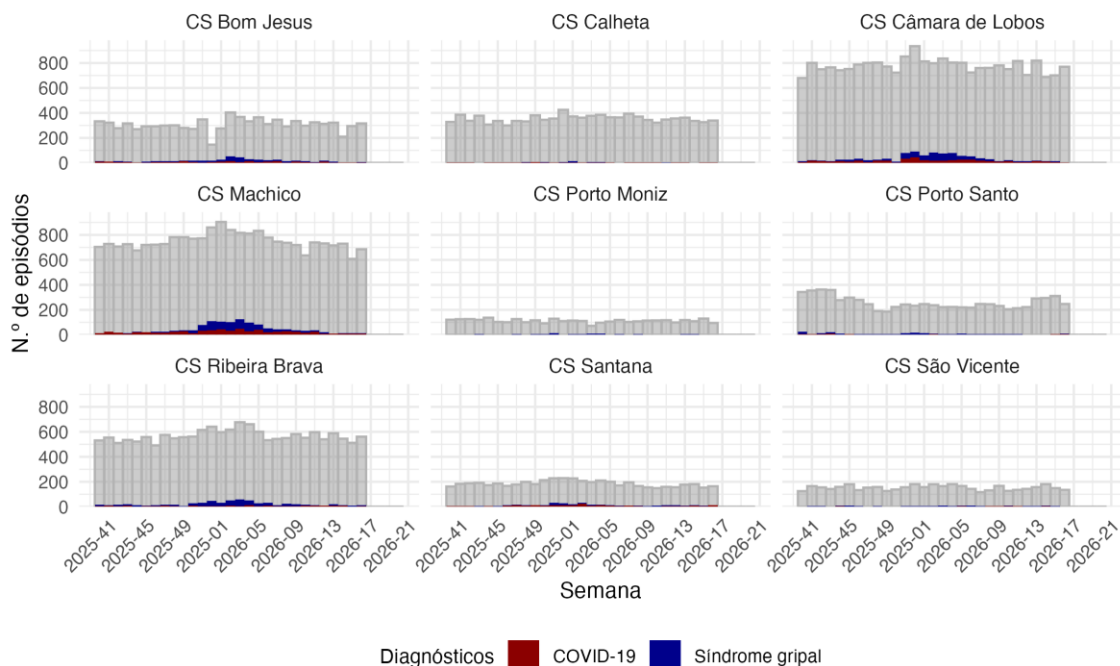 CS Bom Jesus CS Calheta CS Câmara de Lobos
800
600
400
200
0
CS Machico CS Porto Moniz CS Porto Santo
N.º de episódios
800
600
400
200
0
CS Ribeira Brava CS Santana CS São Vicente
800
600
400
200
0
2025-41 2025-45 2025-49 2025-01 2026-05 2026-09 2026-13 2026-17 2026-21 2025-41 2025-45 2025-49 2025-01 2026-05 2026-09 2026-13 2026-17 2026-21 2025-41 2025-45 2025-49 2025-01 2026-05 2026-09 2026-13 2026-17 2026-21
Semana
Diagnósticos COVID-19 Síndrome gripal